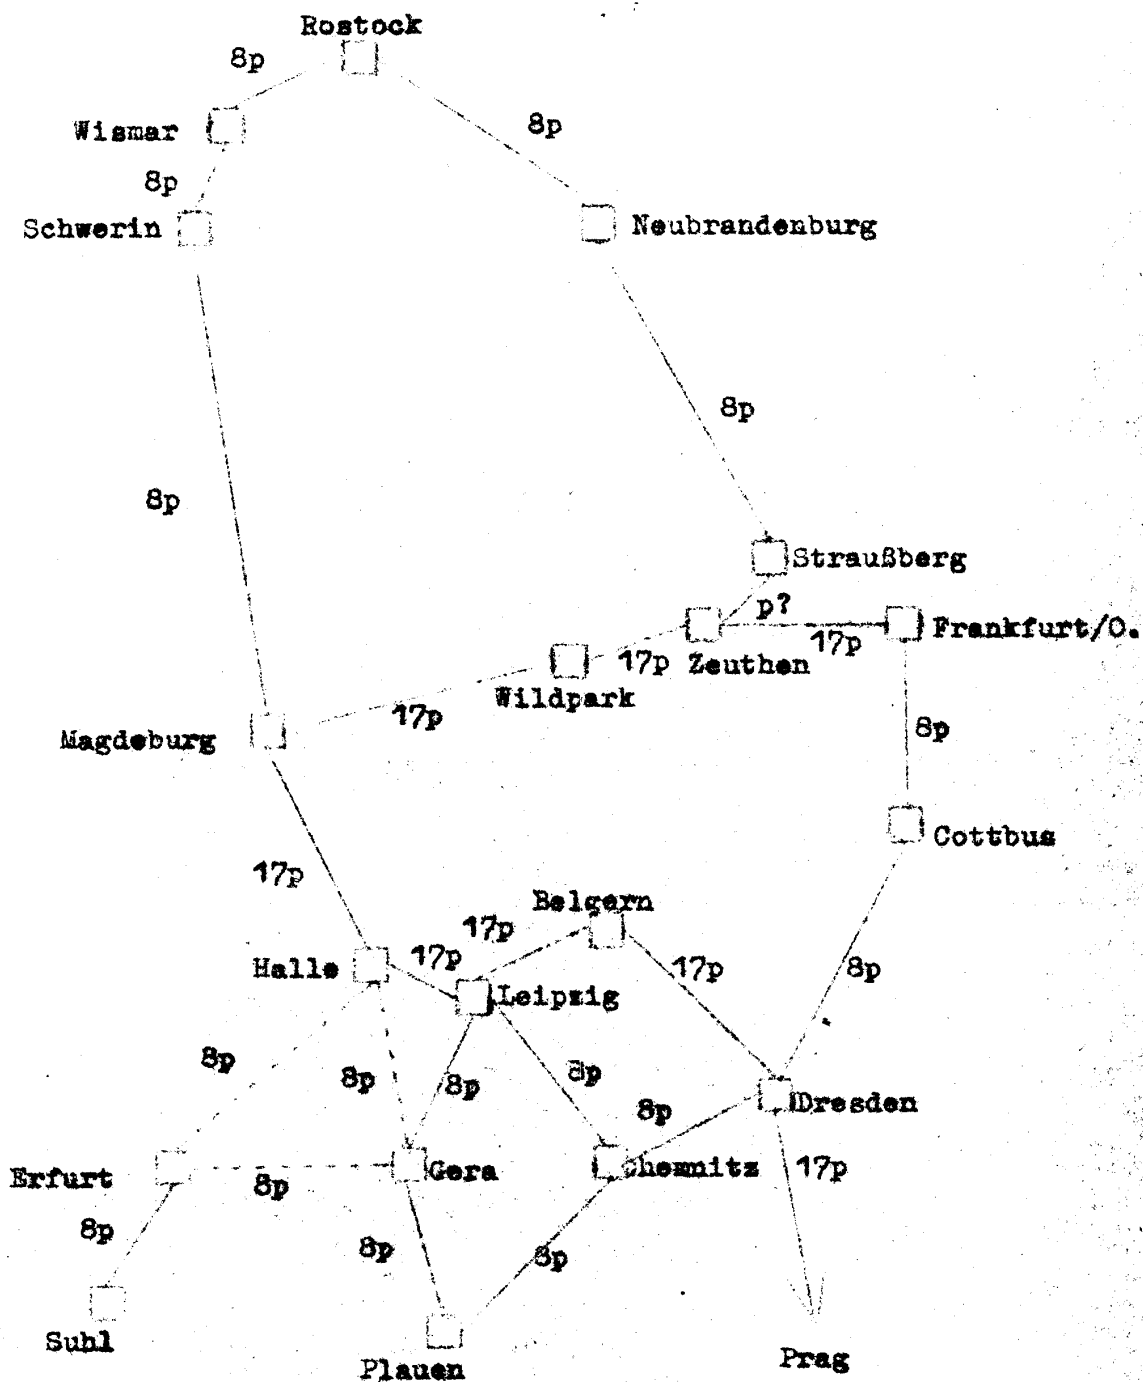 Rostock
8p
Wismar
8p
8p
Schwerin
Neubrandenburg
8p
8p
Straußberg
p?
Frankfurt/O.
17p
17p
Zeuthen
Wildpark
17p
Magdeburg
8p
Cottbus
17p
Belgern
17p
17p
Halle
17p
8p
Leipzig
8p
8p
8p
8p
8p
Dresden
Erfurt
Gera
Chemnitz
17p
8p
8p
8p
8p
Suhl
Plauen
Prag